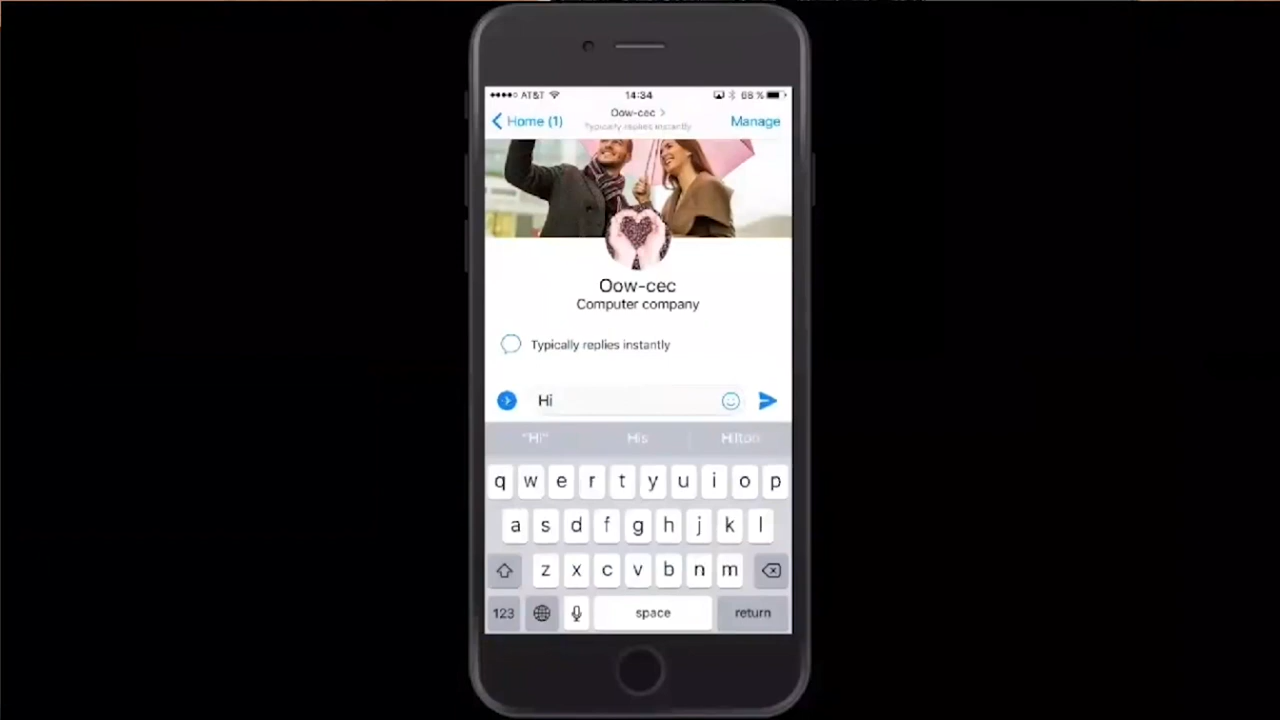 AT&T 14:34 68 %
Home (1) Oow-cec Manage
Typically replies instantly
Oow-cec
Computer company
Typically replies instantly
Hi
"Hi" His Hilton
q w e r t y u i o p
a s d f g h j k l
z x c v b n m
123 space return